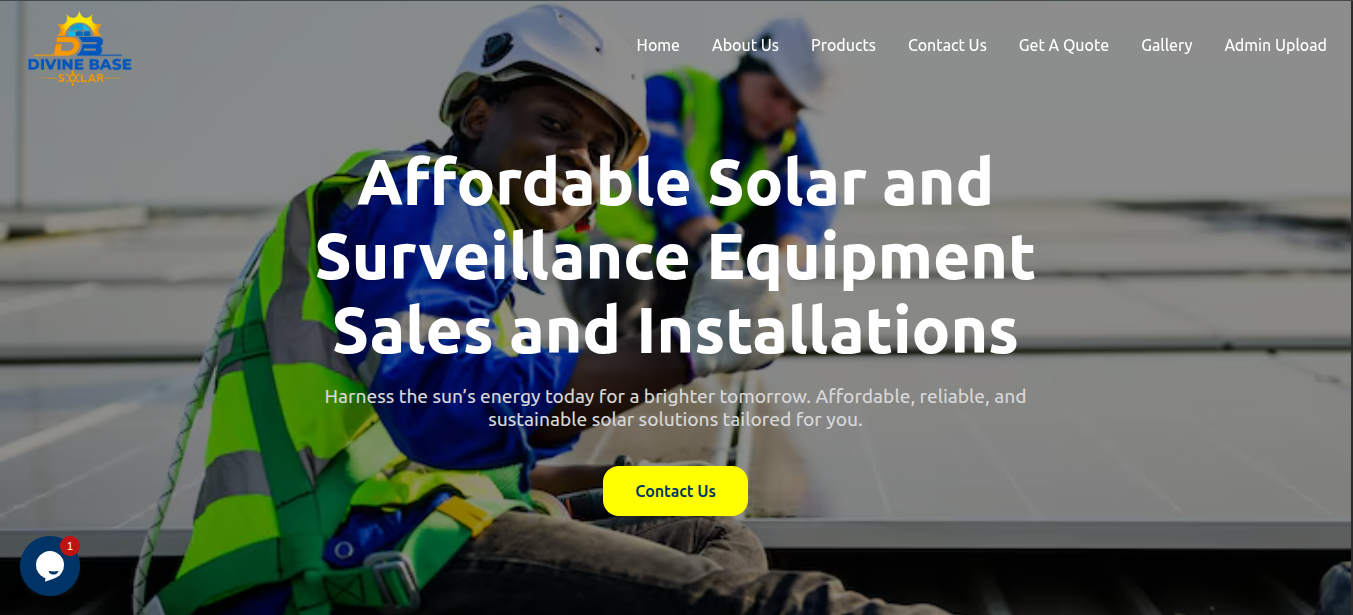 DB
DIVINE BASE
SOLAR
Home About Us Products Contact Us Get A Quote Gallery Admin Upload
Affordable Solar and
Surveillance Equipment
Sales and Installations
Harness the sun’s energy today for a brighter tomorrow. Affordable, reliable, and
sustainable solar solutions tailored for you.
Contact Us
1